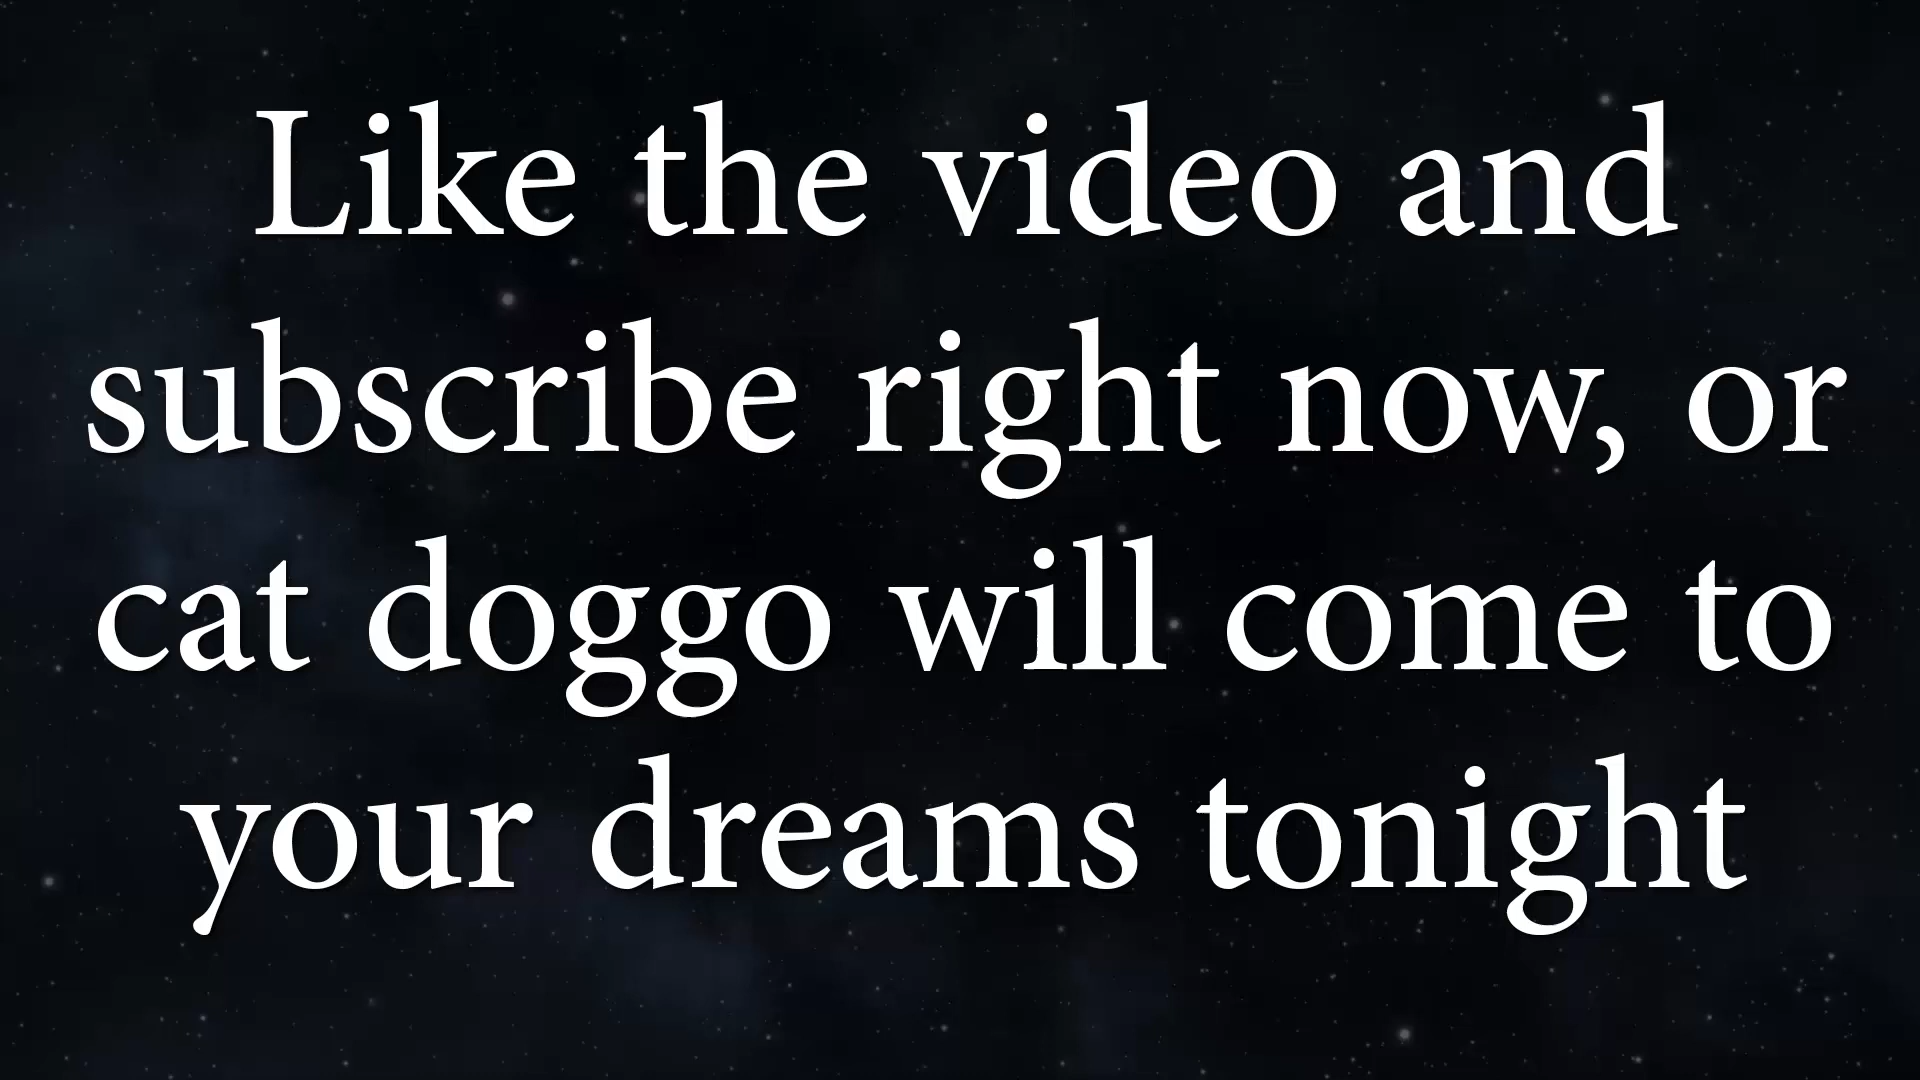 Like the video and
subscribe right now, or
cat doggo will come to
your dreams tonight